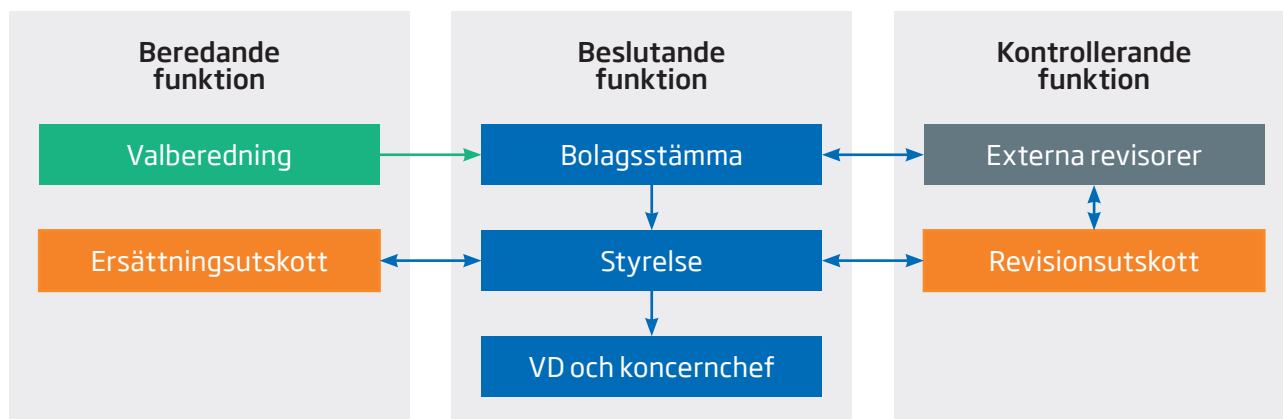 Beredande
funktion
Valberedning
Ersättningsutskott
Beslutande
funktion
Bolagsstämma
Styrelse
VD och koncernchef
Kontrollerande
funktion
Externa revisorer
Revisionsutskott